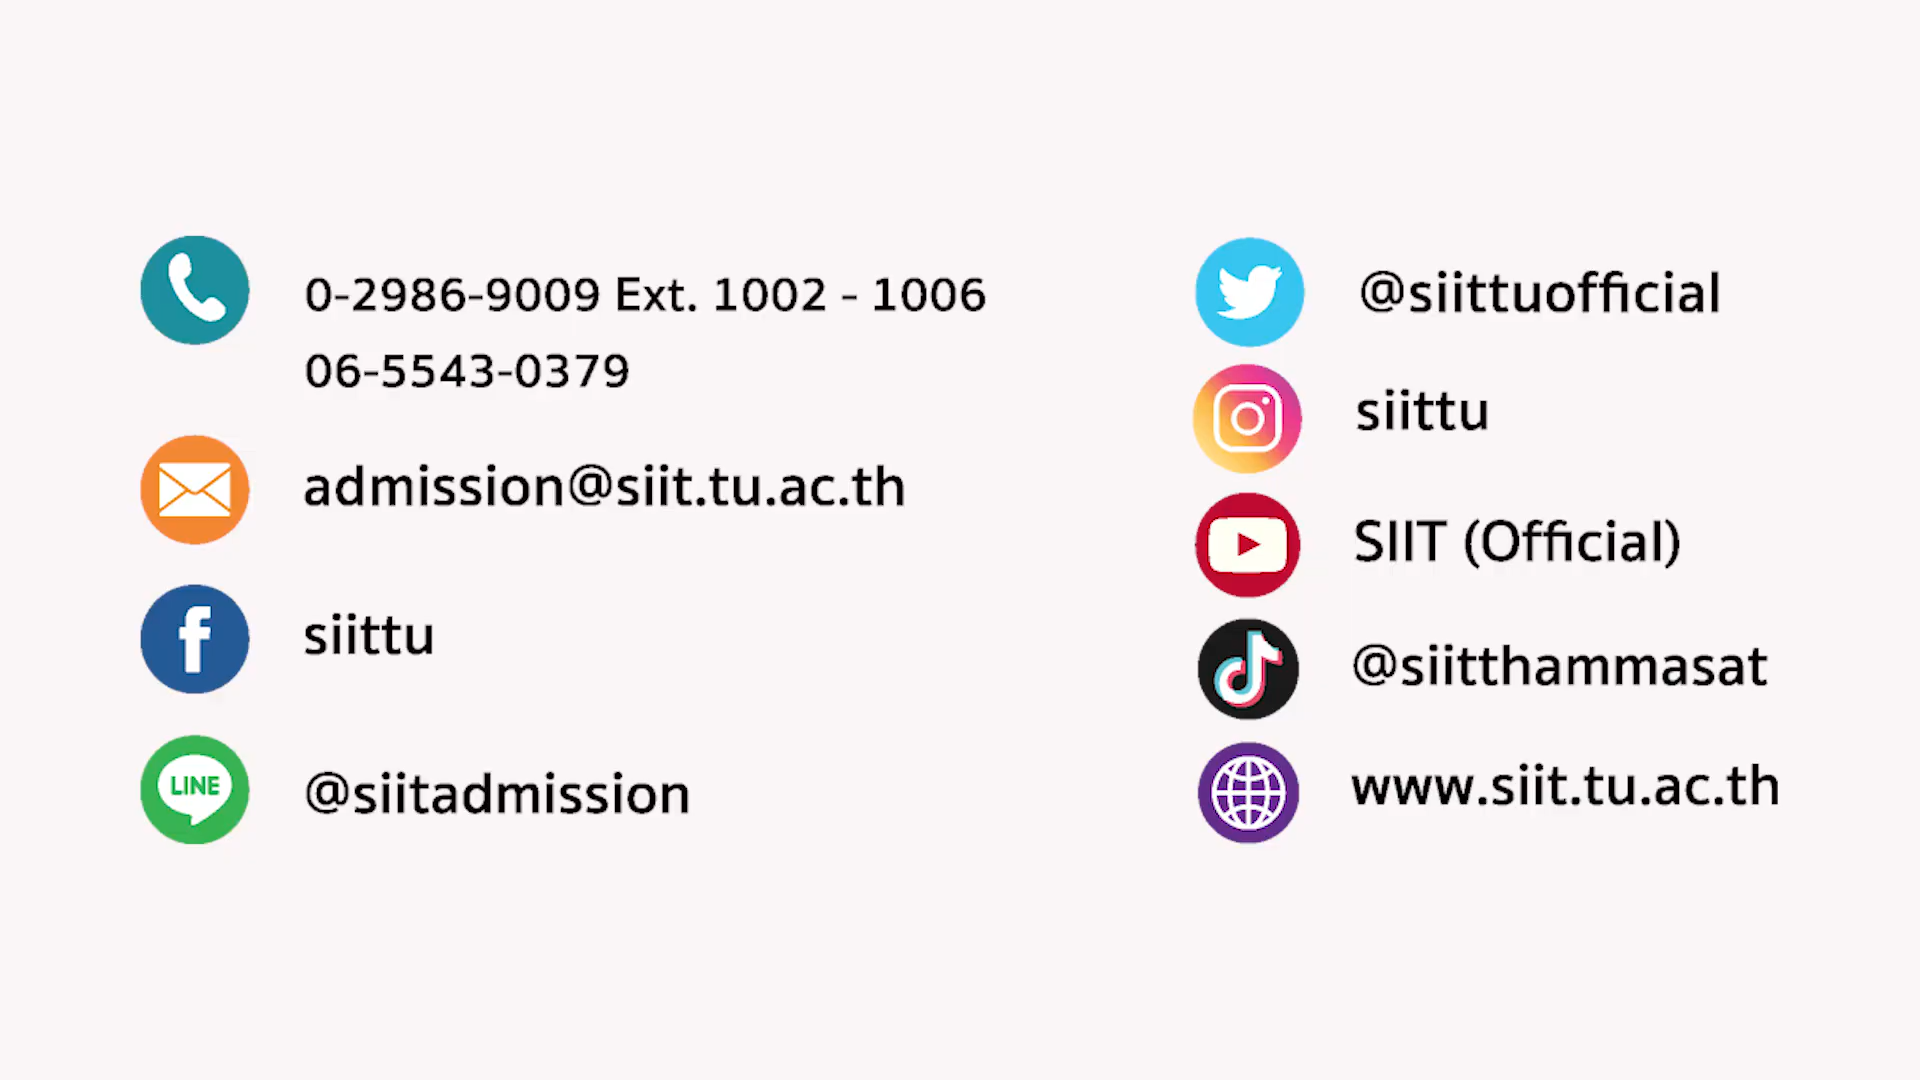 0-2986-9009 Ext. 1002 - 1006
06-5543-0379
admission@siit.tu.ac.th
siittu
LINE
@siitadmission
@siittuofficial
siittu
SIIT (Official)
@siitthammasat
www.siit.tu.ac.th